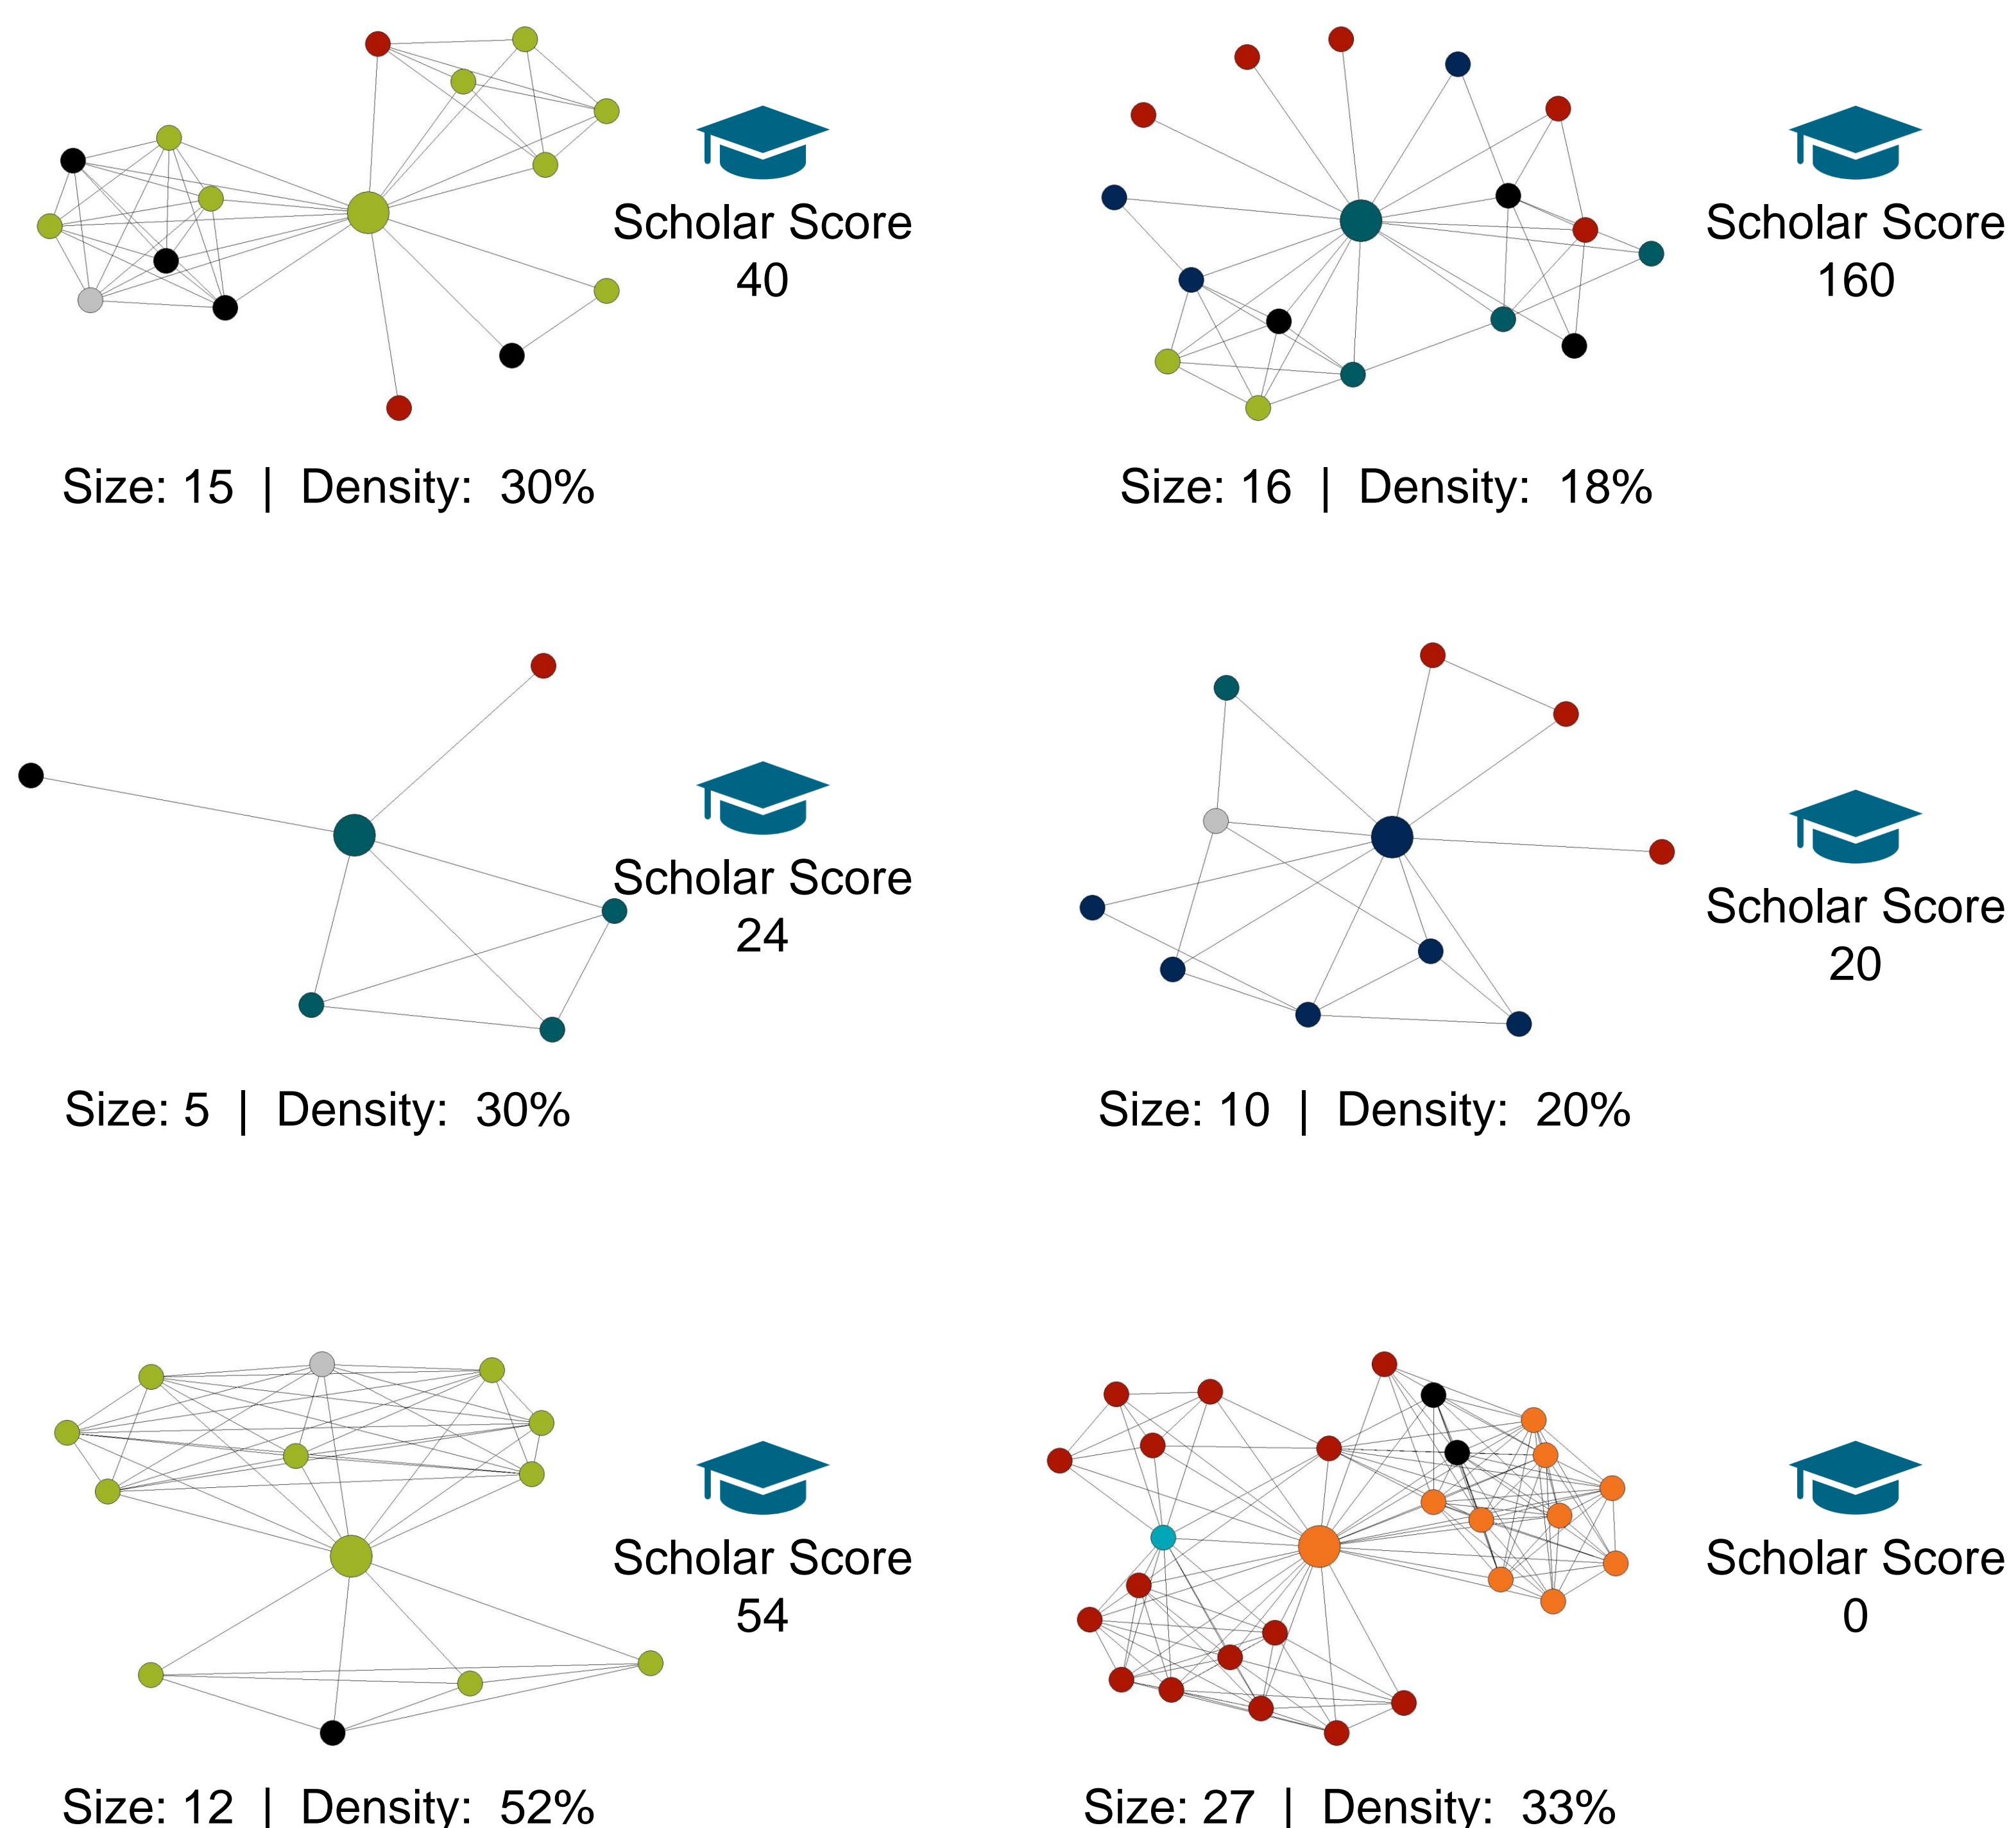 Scholar Score
40
Size: 15 | Density: 30%
Scholar Score
160
Size: 16 | Density: 18%
Scholar Score
24
Size: 5 | Density: 30%
Scholar Score
20
Size: 10 | Density: 20%
Scholar Score
54
Size: 12 | Density: 52%
Scholar Score
0
Size: 27 | Density: 33%